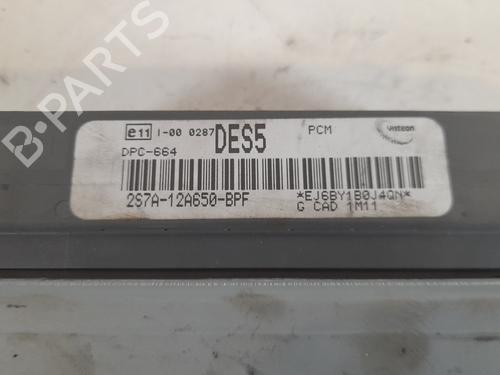 e11 I-00 0287 DES5 PCM Visteon
DPC-664
2S7A-12A650-BPF *EJ6BY1B0J4QN*
G CAD 1M11
B-PARTS